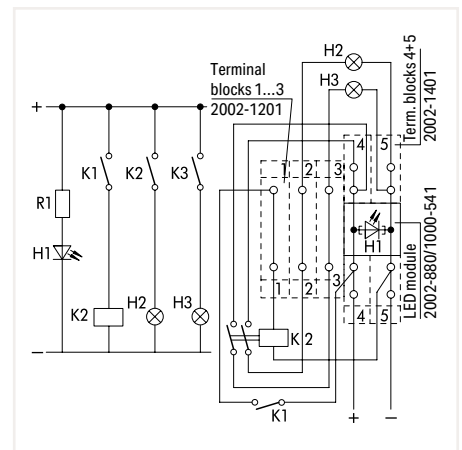 H2
H3
Terminal
blocks 1...3
2002-1201
Term. blocks 4+5
2002-1401
+
K1
K2
K3
R1
H1
K2
H2
H3
−
1
2
3
4
5
H1
LED module
2002-880/1000-541
1
2
3
4
5
K 2
K1
+
−